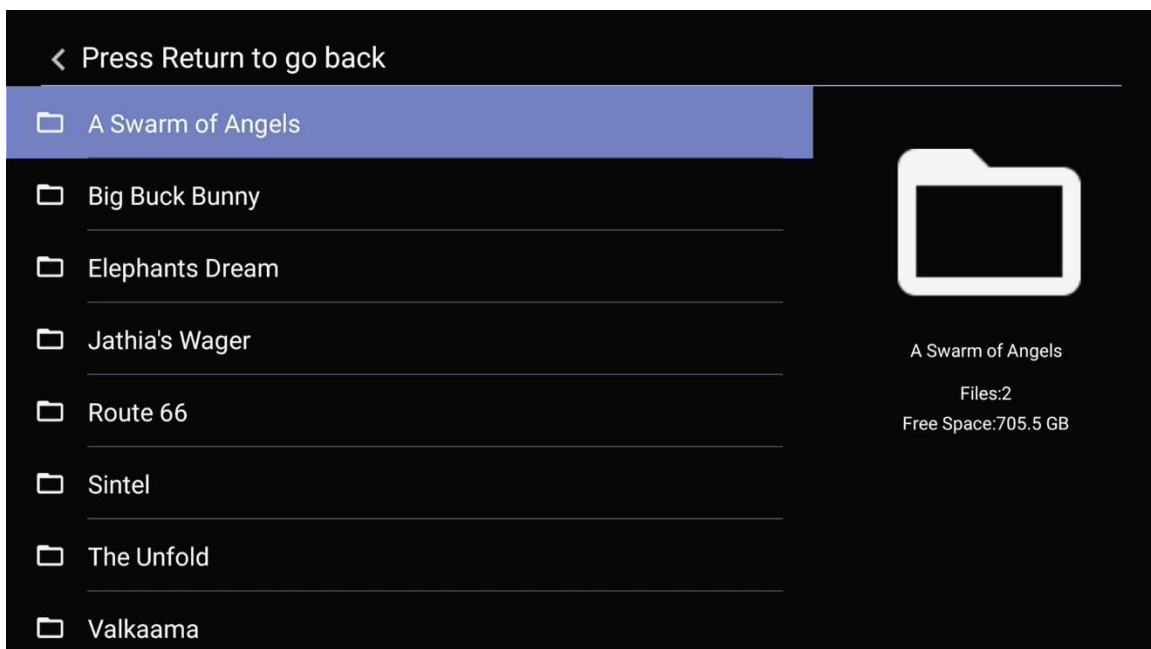 Press Return to go back
A Swarm of Angels
Big Buck Bunny
Elephants Dream
Jathia's Wager
Route 66
Sintel
The Unfold
Valkaama
A Swarm of Angels
Files:2
Free Space:705.5 GB